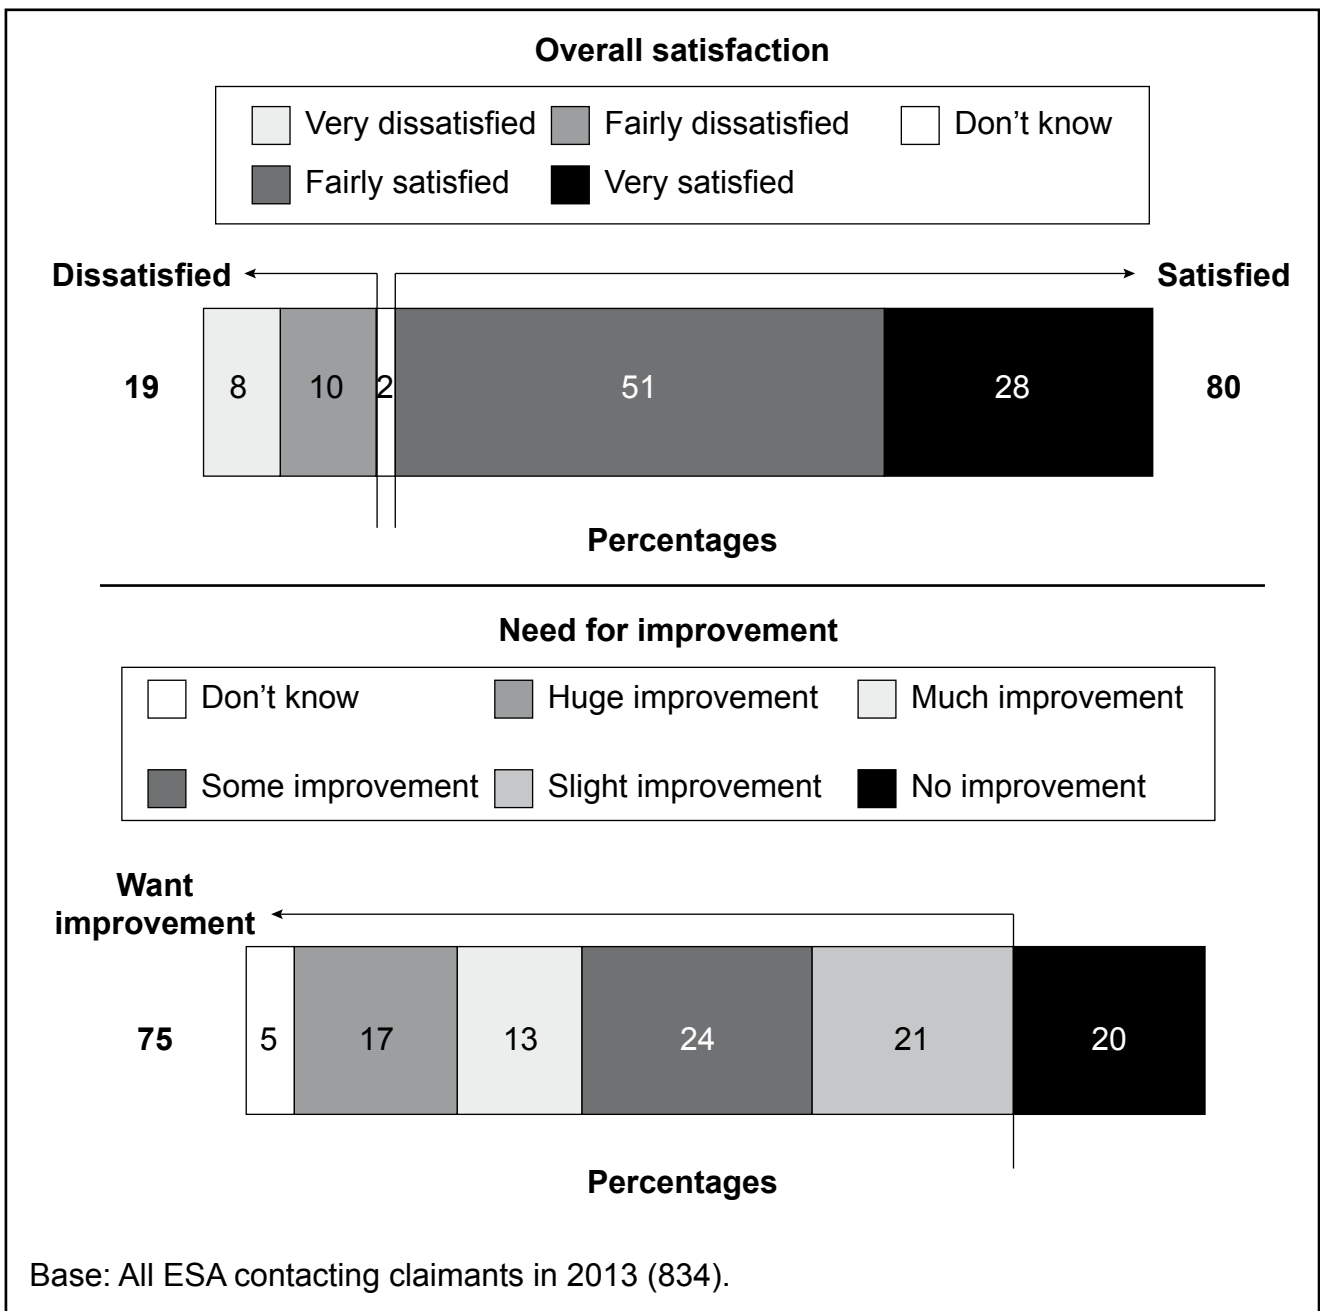 Overall satisfaction
Very dissatisfied Fairly dissatisfied Don't know
Fairly satisfied Very satisfied
Dissatisfied Satisfied
19 8 10 2 51 28 80
Percentages
Need for improvement
Don't know Huge improvement Much improvement
Some improvement Slight improvement No improvement
Want
improvement
75 5 17 13 24 21 20
Percentages
Base: All ESA contacting claimants in 2013 (834).